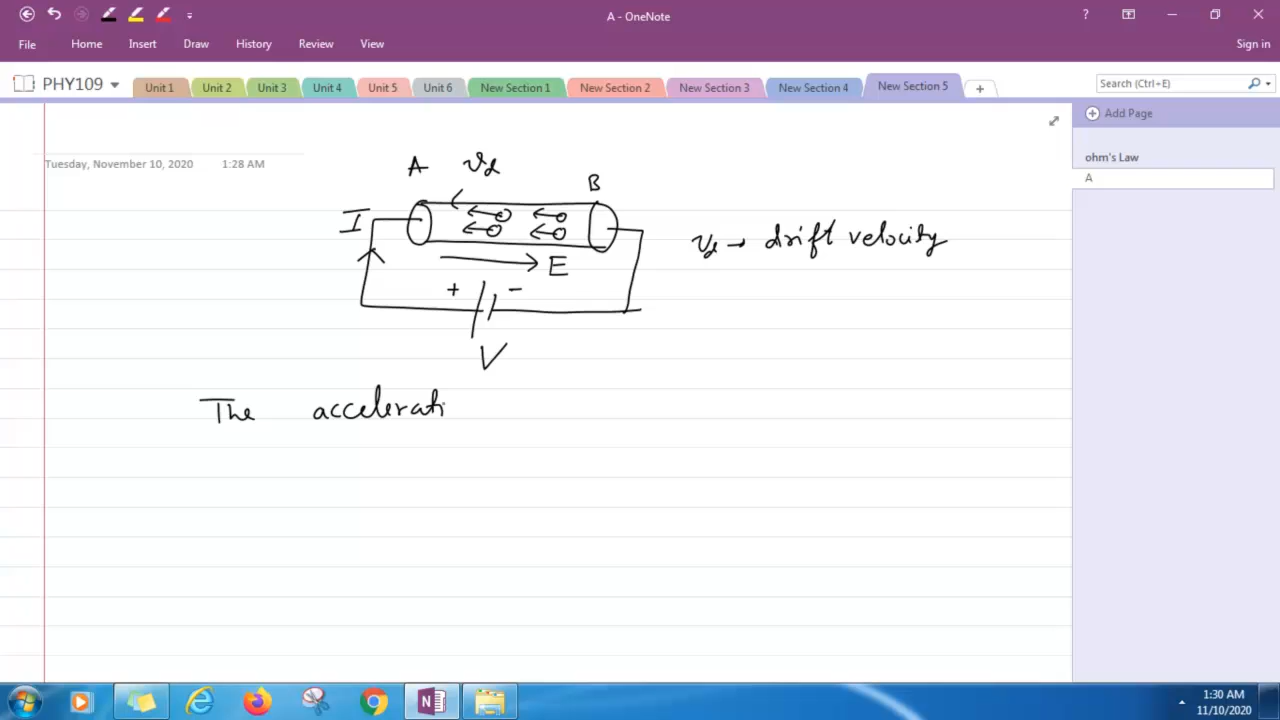 A - OneNote
?
File Home Insert Draw History Review View Sign in
PHY109 Unit 1 Unit 2 Unit 3 Unit 4 Unit 5 Unit 6 New Section 1 New Section 2 New Section 3 New Section 4 New Section 5 + Search (Ctrl+E)
Add Page
Tuesday, November 10, 2020 1:28 AM
ohm's Law
A
A vd
B
I
vd → drift velocity
E
+ −
V
The accelerati
1:30 AM
11/10/2020